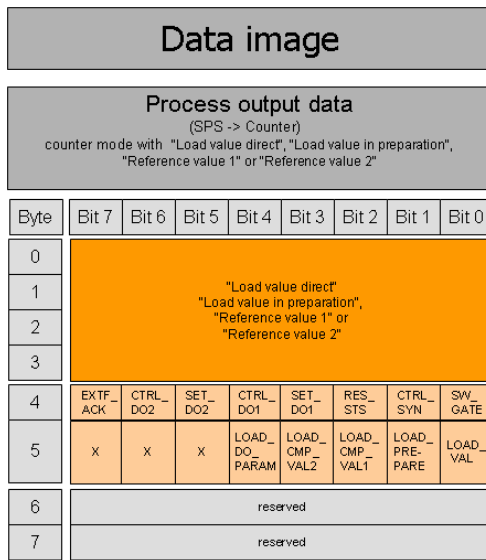 Data image
Process output data
(SPS -> Counter)
counter mode with "Load value direct", "Load value in preparation",
"Reference value 1" or "Reference value 2"
Byte Bit 7 Bit 6 Bit 5 Bit 4 Bit 3 Bit 2 Bit 1 Bit 0
0
1
2
3
"Load value direct"
"Load value in preparation",
"Reference value 1" or
"Reference value 2"
4 EXTF_ CTRL_ SET_ CTRL_ SET_ RES_ CTRL_ SW_
ACK DO2 DO2 DO1 DO1 STS SYN GATE
5 X X X LOAD_ LOAD_ LOAD_ LOAD_ LOAD_
DO_ CMP_ CMP_ PRE- VAL
PARAM VAL2 VAL1 PARE
6 reserved
7 reserved